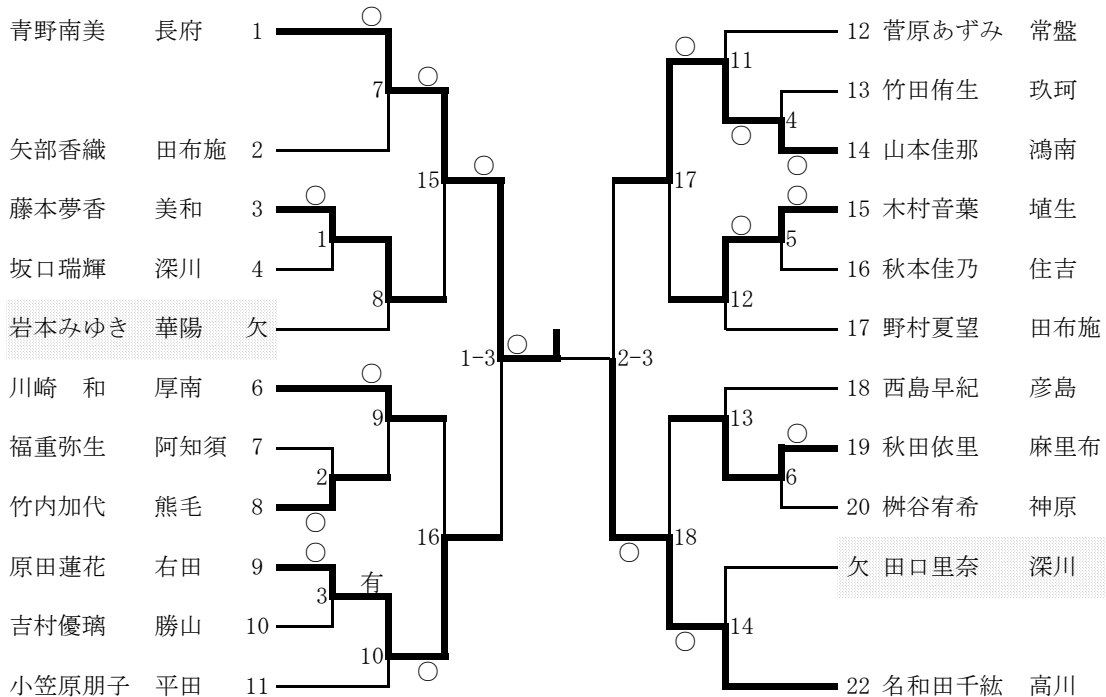 青野南美 長府 1
矢部香織 田布施 2
藤本夢香 美和 3
坂口瑞輝 深川 4
岩本みゆき 華陽 欠
川崎 和 厚南 6
福重弥生 阿知須 7
竹内加代 熊毛 8
原田蓮花 右田 9
吉村優璃 勝山 10
小笠原朋子 平田 11
○
7
○
15
○
○
1
8
1-3
○
○
9
2
○
16
○
3
有
10
○
○
11
4
○
○
17
○
○
5
12
2-3
13
○
6
18
○
14
○
12 菅原あずみ 常盤
13 竹田侑生 玖珂
14 山本佳那 鴻南
15 木村音葉 埴生
16 秋本佳乃 住吉
17 野村夏望 田布施
18 西島早紀 彦島
19 秋田依里 麻里布
20 桝谷宥希 神原
欠 田口里奈 深川
22 名和田千紘 高川